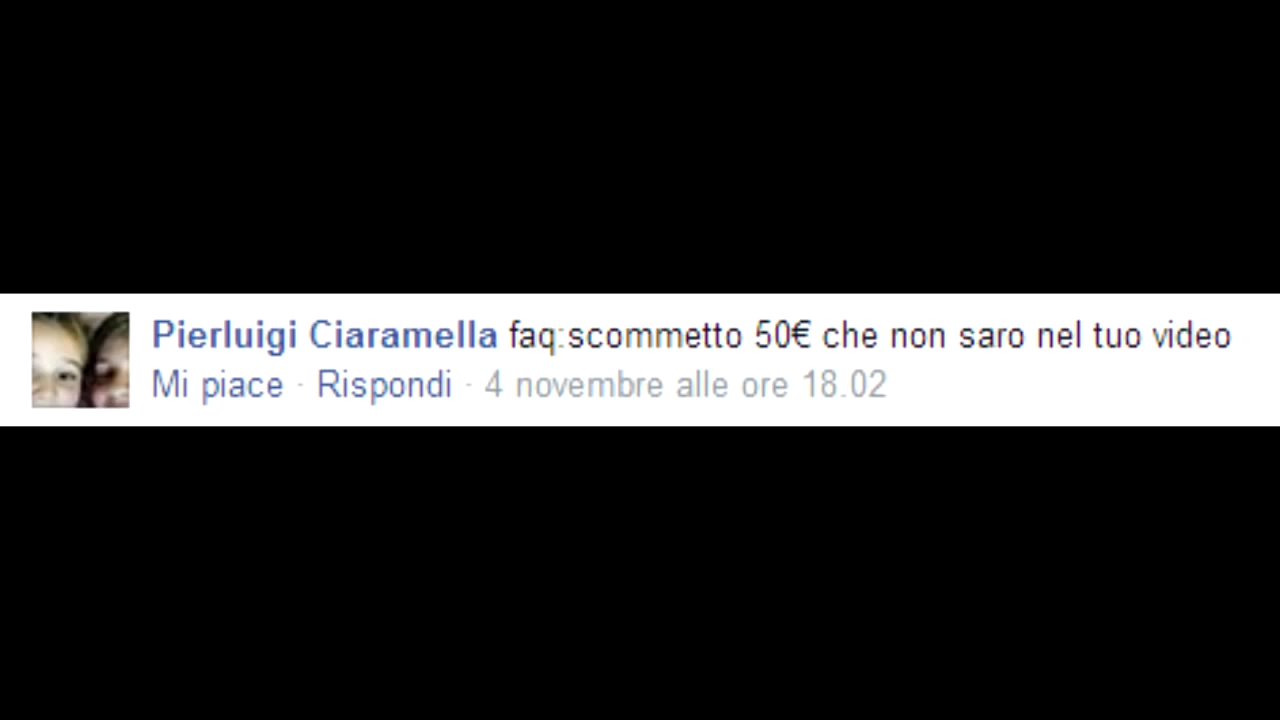 Pierluigi Ciaramella faq:scommetto 50€ che non saro nel tuo video
Mi piace · Rispondi · 4 novembre alle ore 18.02